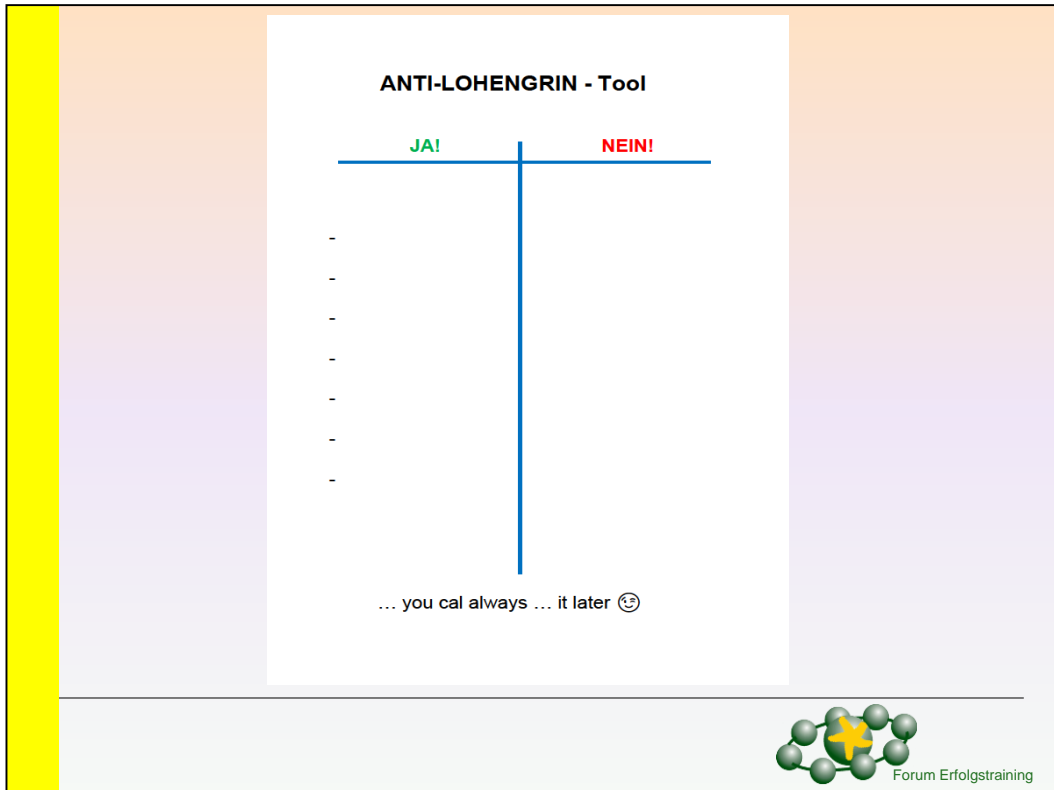 ANTI-LOHENGRIN - Tool
JA! NEIN!
-
-
-
-
-
-
-
… you cal always … it later 😉
Forum Erfolgstraining